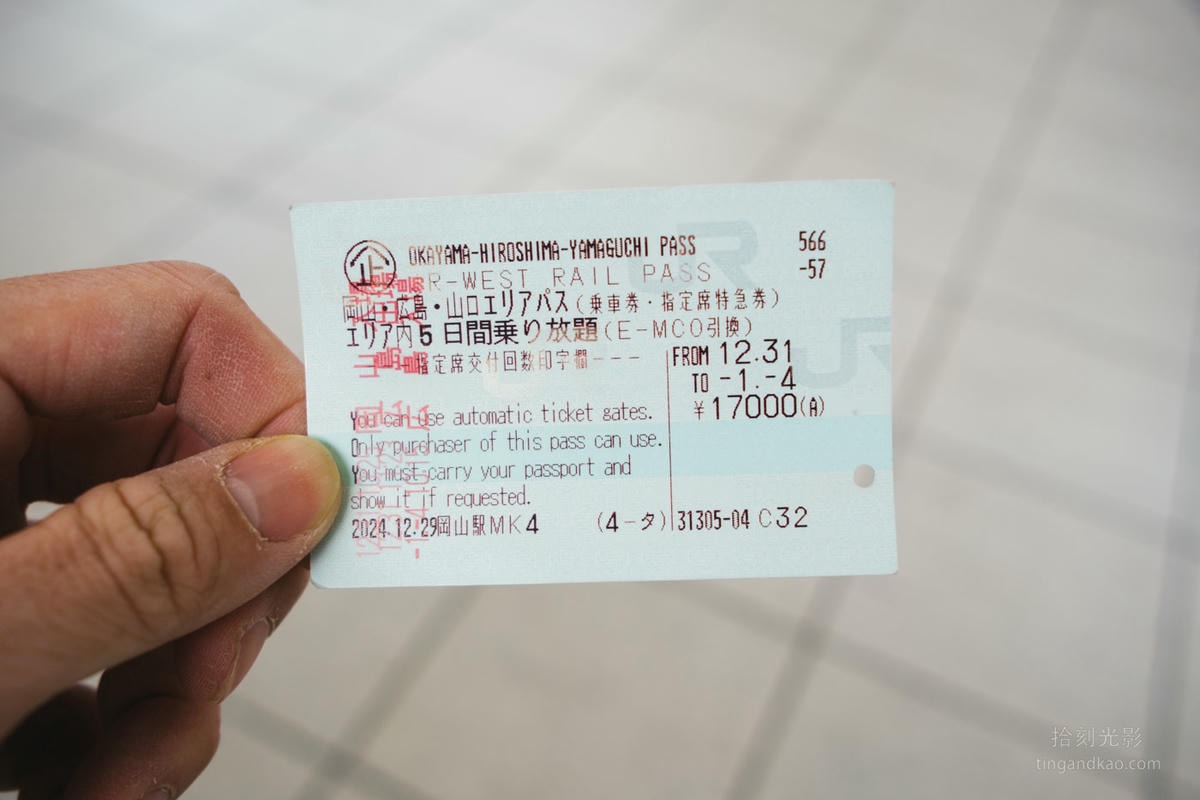 企 OKAYAMA-HIROSHIMA-YAMAGUCHI PASS 566
R-WEST RAIL PASS -57
岡山・広島・山口エリアパス(乗車券・指定席特急券)
エリア内5日間乗り放題(E-MCO引換)
指定席交付回数印字欄---
FROM 12.31
TO -1.-4
¥17000(A)
You can use automatic ticket gates.
Only purchaser of this pass can use.
You must carry your passport and
show it if requested.
2024.12.29岡山駅MK4 (4-タ) 31305-04 C32
JR
JR
拾刻光影
tingandkao.com